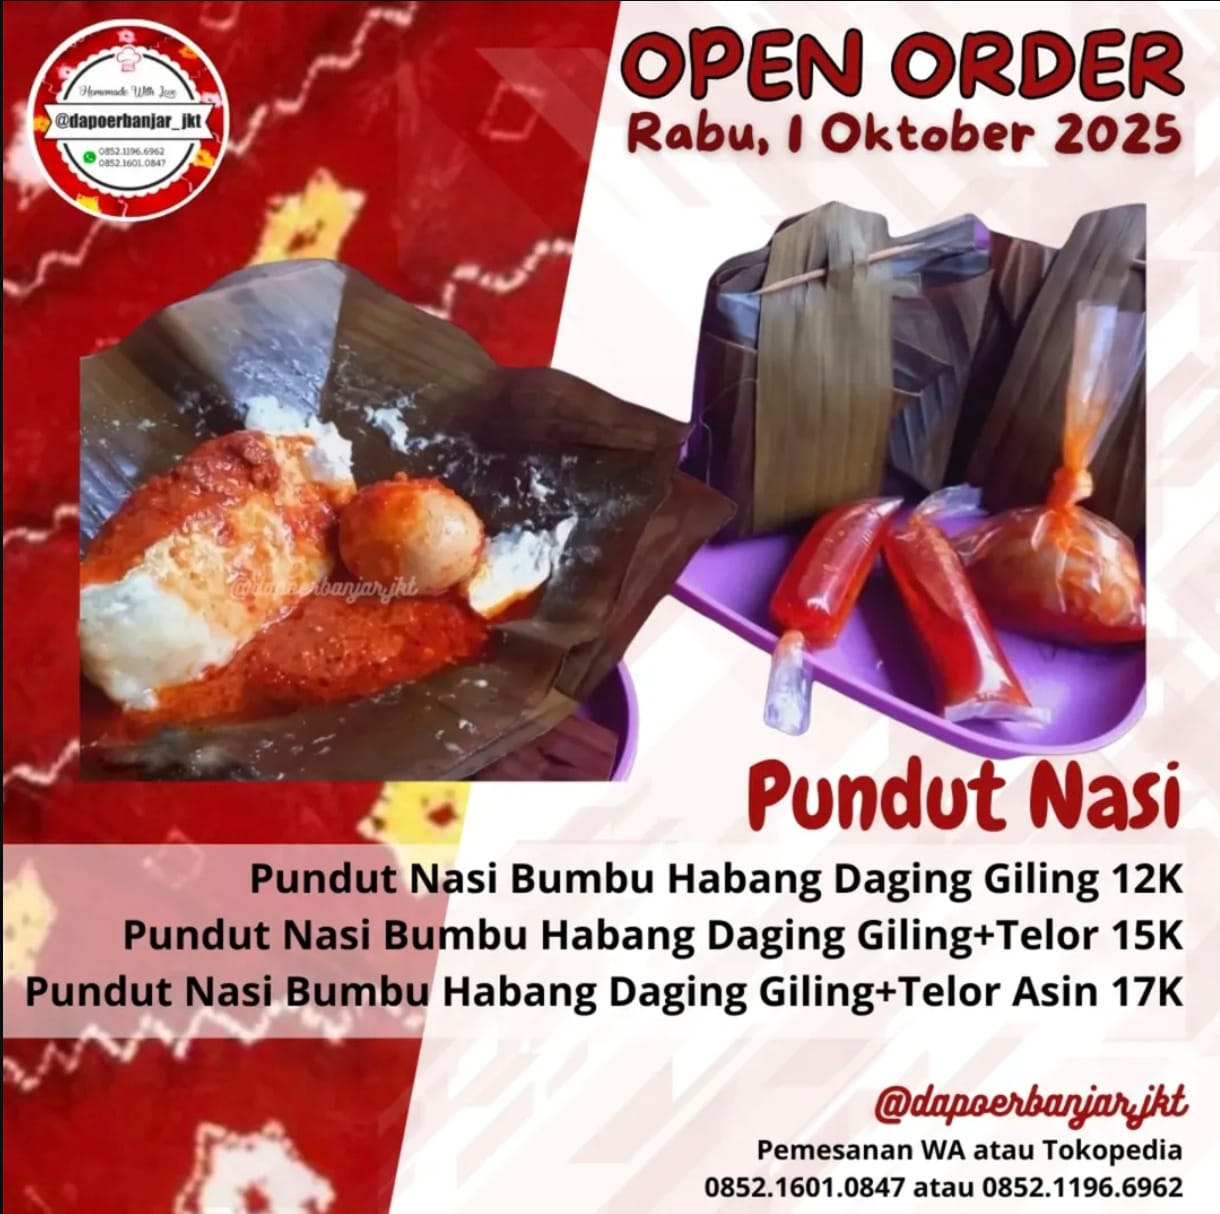 Homemade With Love
@dapoerbanjar_jkt
0852.1196.6962
0852.1601.0847
OPEN ORDER
Rabu, 1 Oktober 2025
@dapoerbanjar_jkt
Pundut Nasi
Pundut Nasi Bumbu Habang Daging Giling 12K
Pundut Nasi Bumbu Habang Daging Giling+Telor 15K
Pundut Nasi Bumbu Habang Daging Giling+Telor Asin 17K
@dapoerbanjar_jkt
Pemesanan WA atau Tokopedia
0852.1601.0847 atau 0852.1196.6962